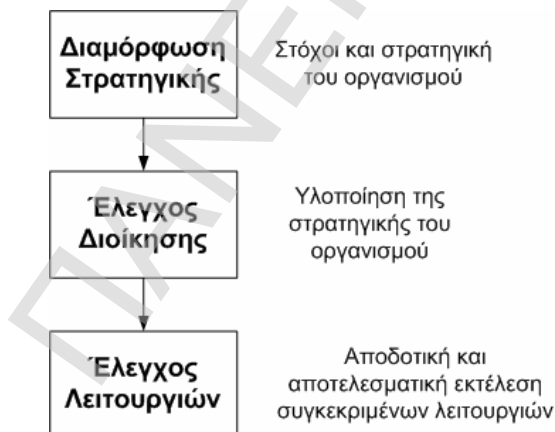 Διαμόρφωση
Στρατηγικής
Στόχοι και στρατηγική
του οργανισμού
Έλεγχος
Διοίκησης
Υλοποίηση της
στρατηγικής του
οργανισμού
Έλεγχος
Λειτουργιών
Αποδοτική και
αποτελεσματική εκτέλεση
συγκεκριμένων λειτουργιών